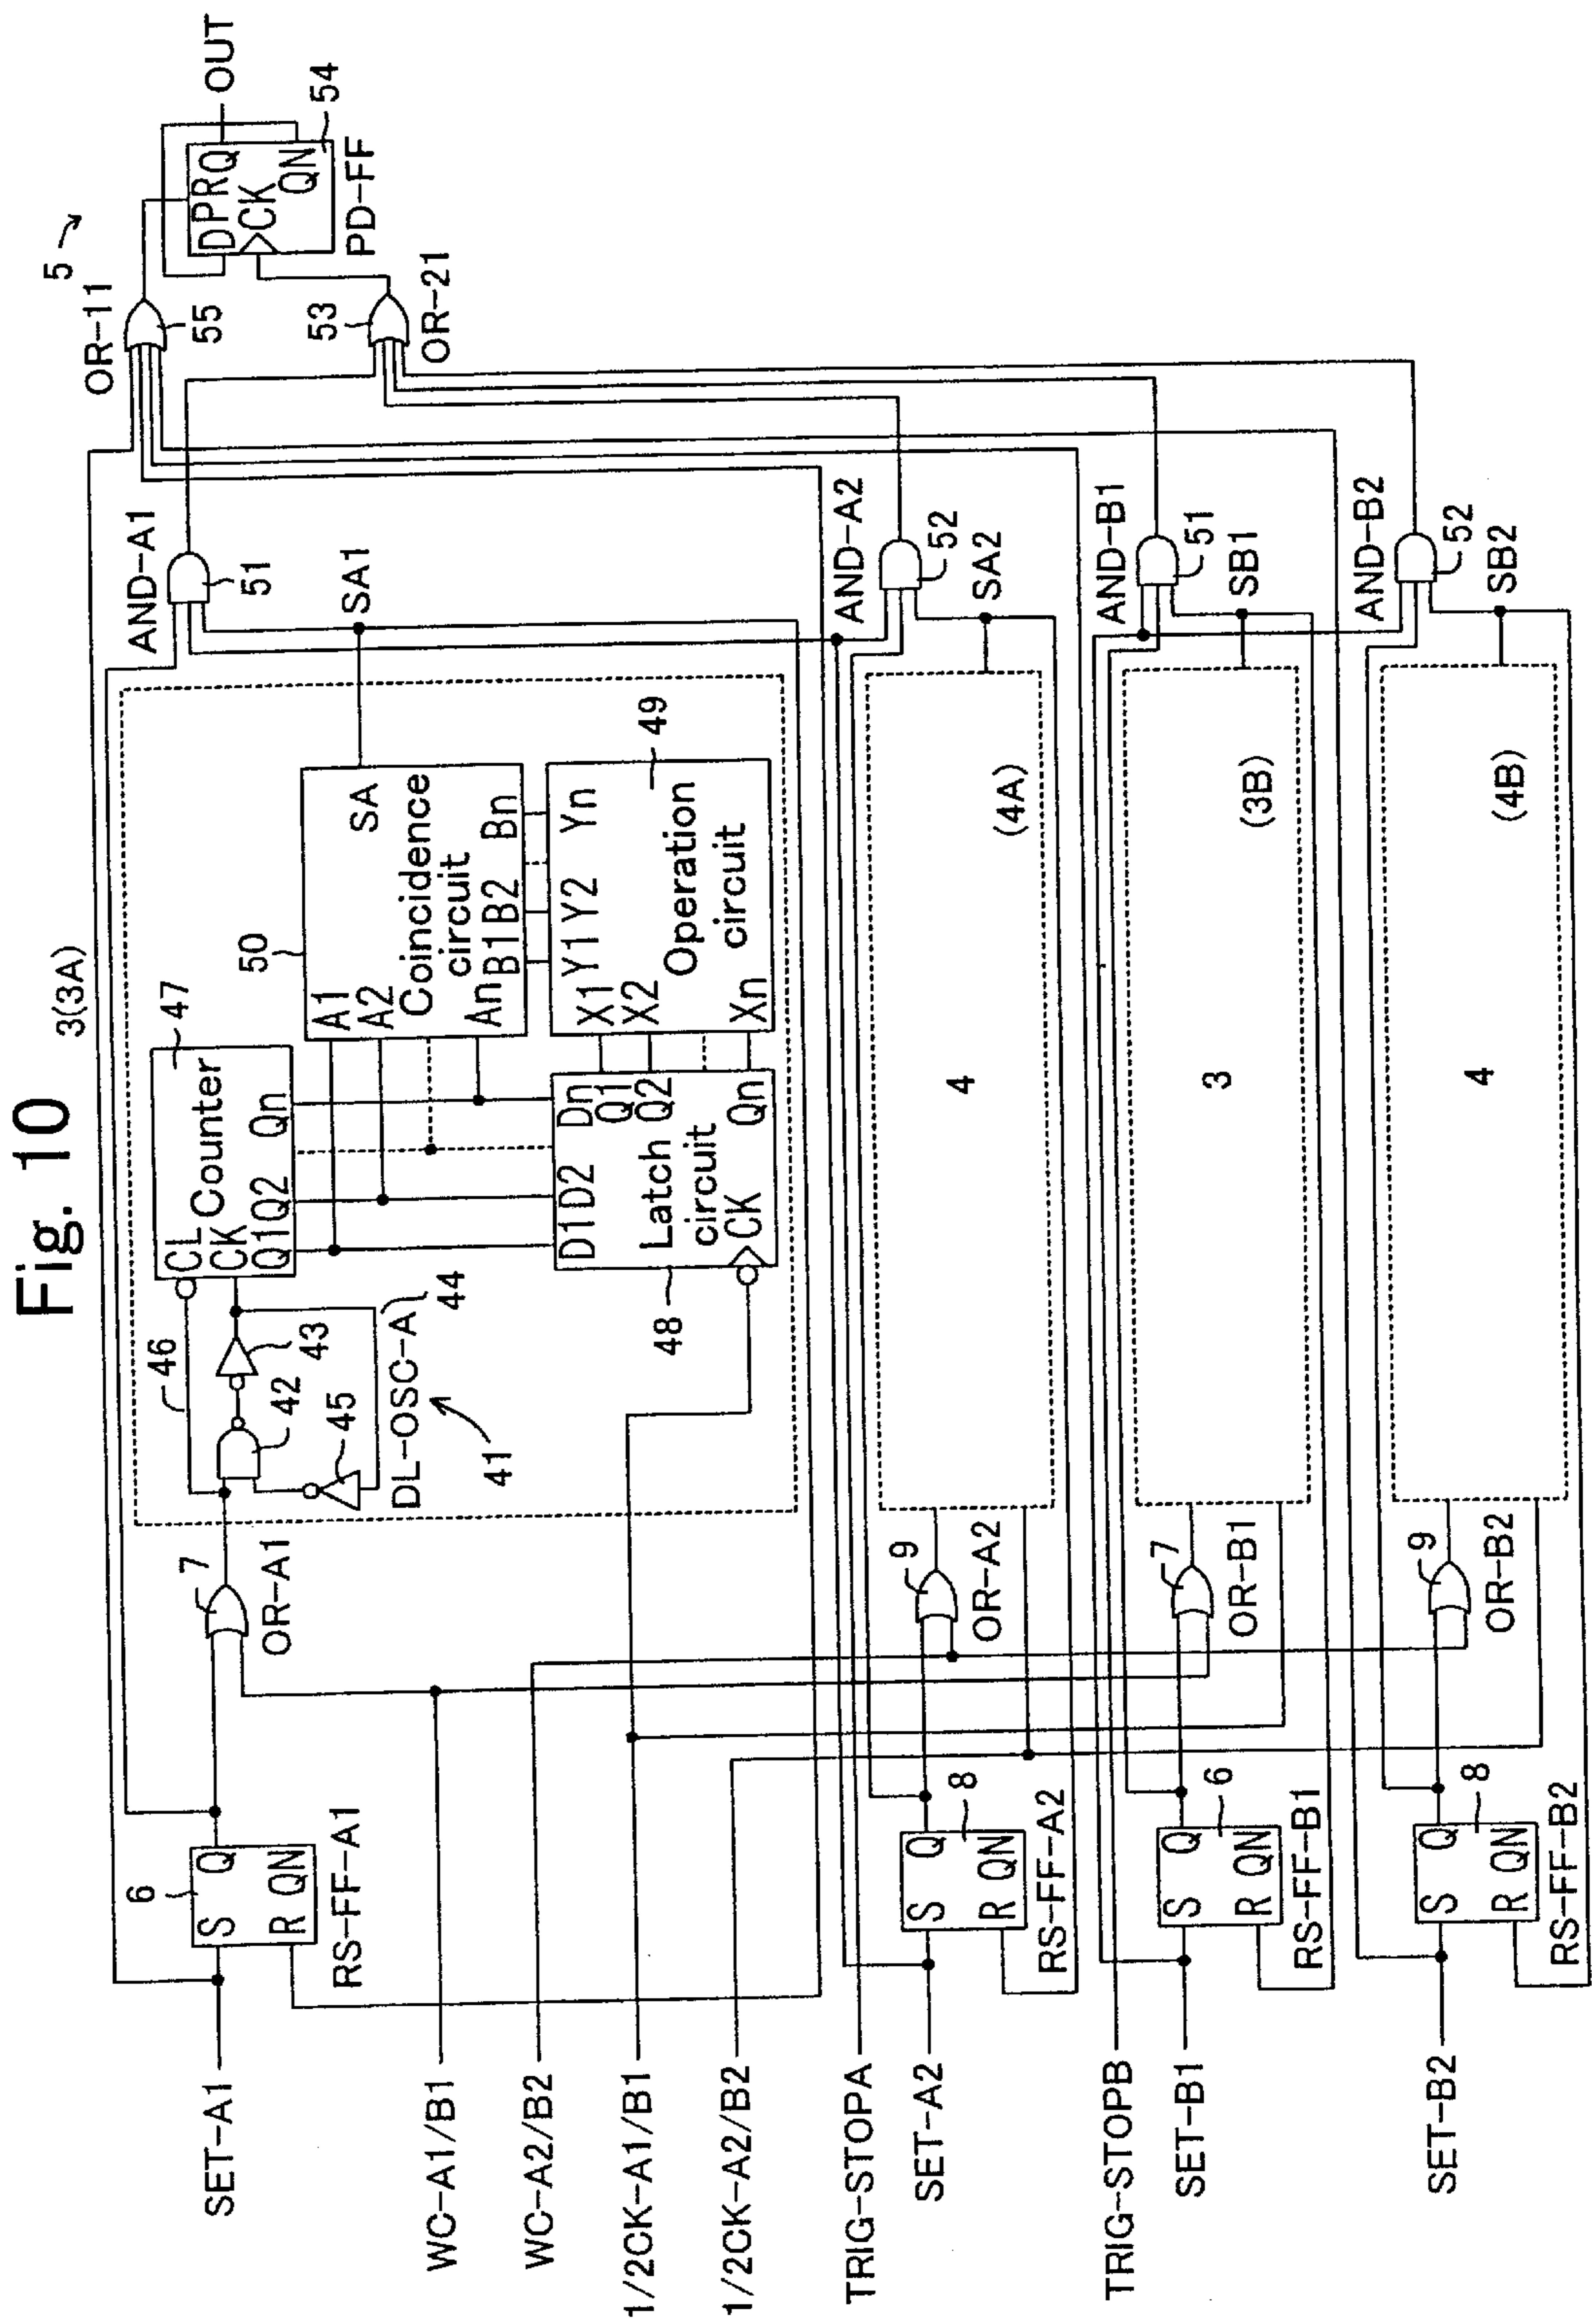 Fig. 10
5
OUT
OR-11
55
D PR Q
CK
QN
54
PD-FF
53
OR-21
3(3A)
AND-A1
51
SA1
SET-A1
6
S Q
R QN
RS-FF-A1
7
OR-A1
46
42
43
45
44
DL-OSC-A
41
47
CL
CK
Counter
Q1 Q2 Qn
50
A1
A2
An
SA
Coincidence
circuit
B1 B2 Bn
48
D1 D2 Dn
Q1
Q2
Qn
Latch
circuit
CK
49
Y1 Y2 Yn
X1
X2
Xn
Operation
circuit
WC-A1/B1
WC-A2/B2
1/2CK-A1/B1
1/2CK-A2/B2
TRIG-STOPA
SET-A2
8
S Q
R QN
RS-FF-A2
9
OR-A2
4
(4A)
AND-A2
52
SA2
TRIG-STOPB
SET-B1
6
S Q
R QN
RS-FF-B1
7
OR-B1
3
(3B)
AND-B1
51
SB1
SET-B2
8
S Q
R QN
RS-FF-B2
9
OR-B2
4
(4B)
AND-B2
52
SB2